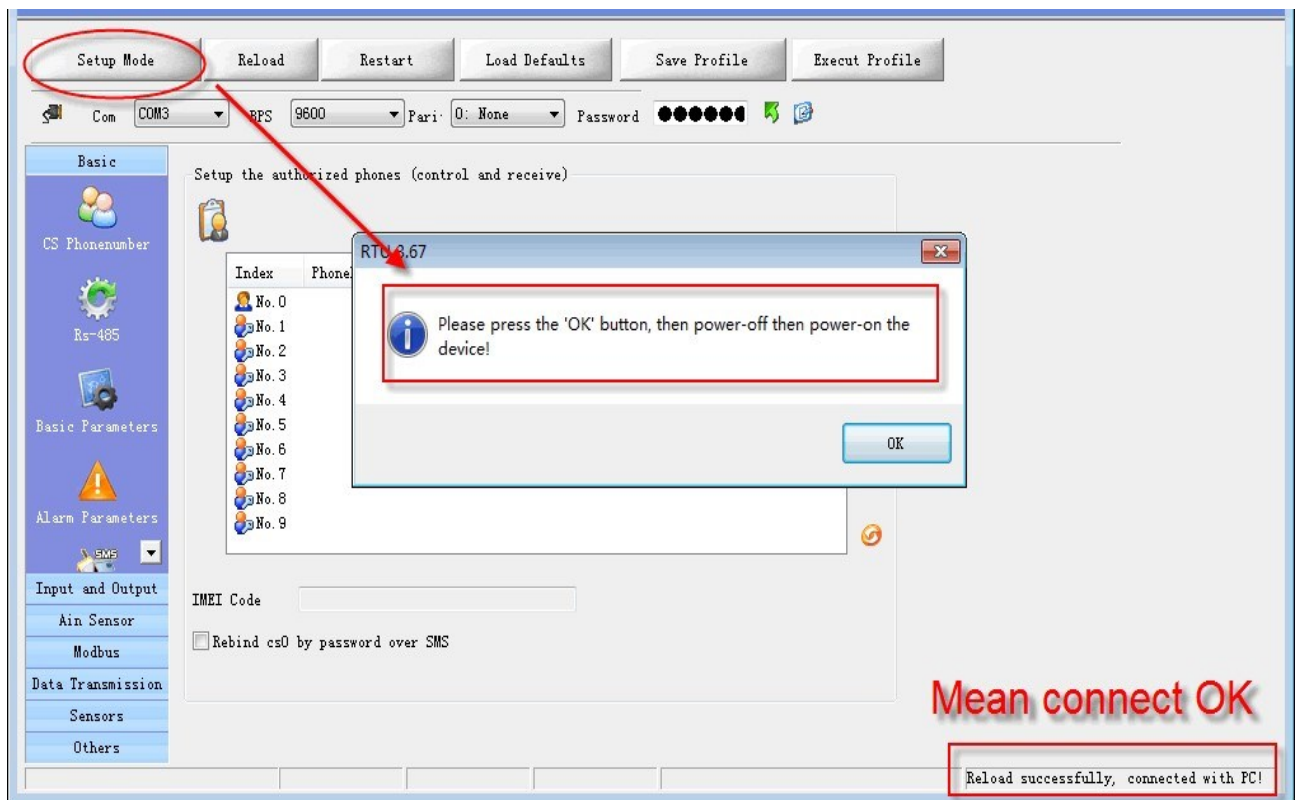 Setup Mode Reload Restart Load Defaults Save Profile Execut Profile
Com COM3 BPS 9600 Pari 0: None Password
Basic
Setup the authorized phones (control and receive)
CS Phonenumber
RTU 3.67
Index Phone
No. 0
Please press the 'OK' button, then power-off then power-on the
device!
No. 1
Rs-485
No. 2
No. 3
No. 4
Basic Parameters
No. 5
OK
No. 6
No. 7
No. 8
Alarm Parameters
No. 9
SMS
Input and Output
IMEI Code
Ain Sensor
Rebind cs0 by password over SMS
Modbus
Data Transmission
Mean connect OK
Sensors
Others
Reload successfully, connected with PC!